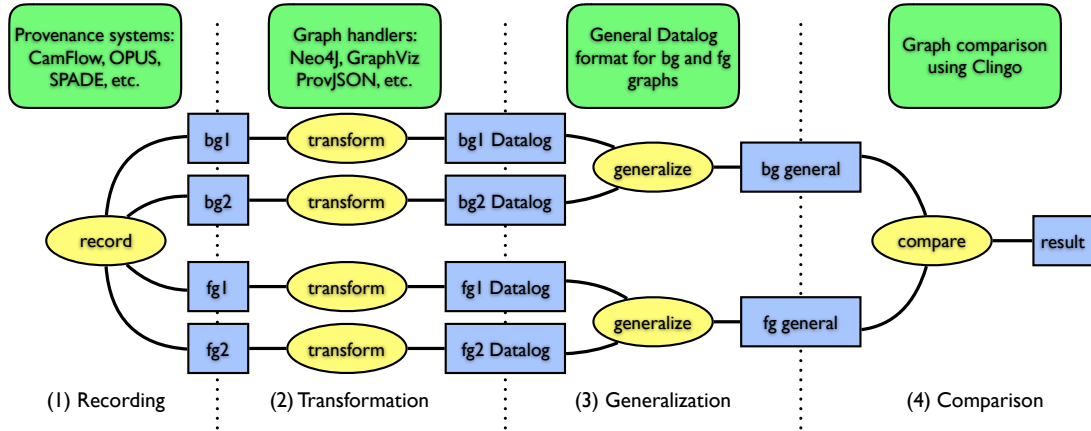 Provenance systems:
CamFlow, OPUS,
SPADE, etc.
Graph handlers:
Neo4J, GraphViz
ProvJSON, etc.
General Datalog
format for bg and fg
graphs
Graph comparison
using Clingo
bg1
transform
bg1 Datalog
generalize
bg general
bg2
transform
bg2 Datalog
record
compare
result
fg1
transform
fg1 Datalog
generalize
fg general
fg2
transform
fg2 Datalog
(1) Recording
(2) Transformation
(3) Generalization
(4) Comparison